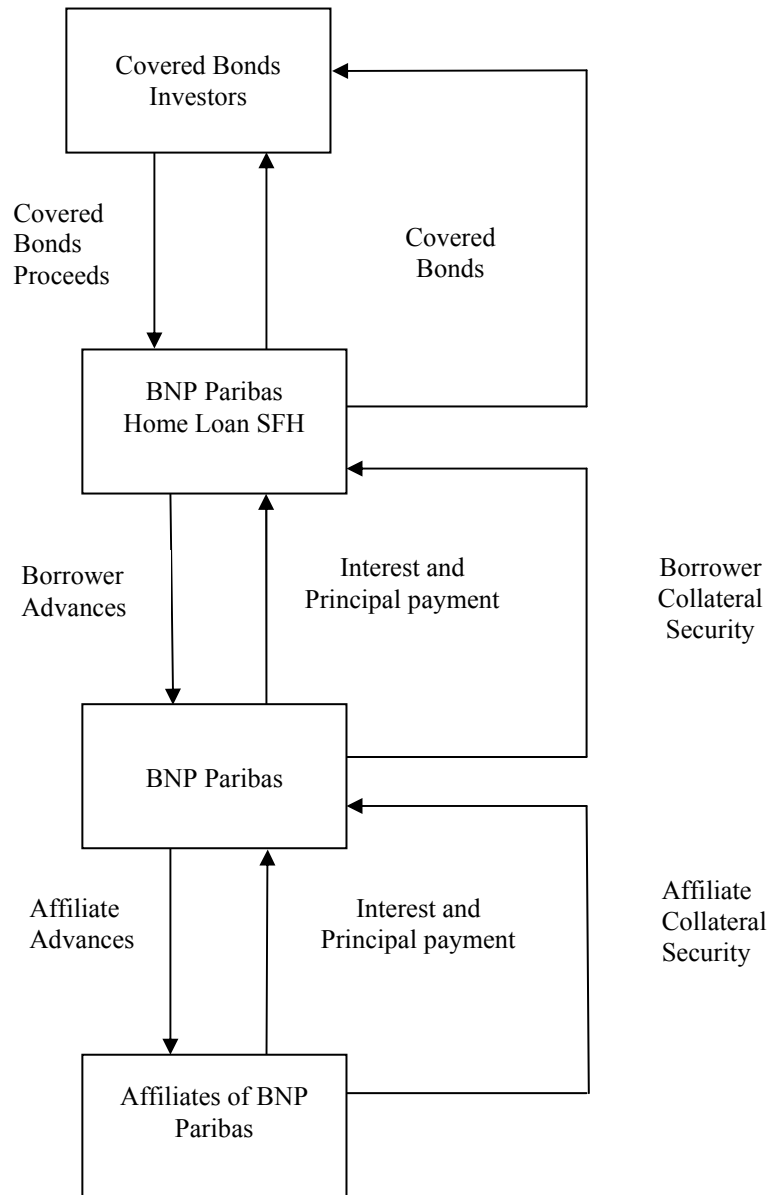 Covered Bonds
Investors
Covered
Bonds
Proceeds
Covered
Bonds
BNP Paribas
Home Loan SFH
Borrower
Advances
Interest and
Principal payment
Borrower
Collateral
Security
BNP Paribas
Affiliate
Advances
Interest and
Principal payment
Affiliate
Collateral
Security
Affiliates of BNP
Paribas